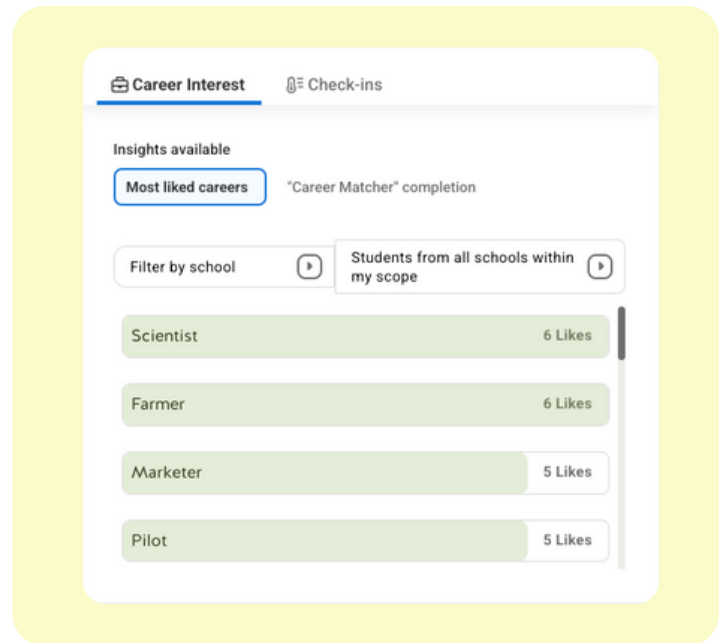 Career Interest
Check-ins
Insights available
Most liked careers
"Career Matcher" completion
Filter by school
Students from all schools within
my scope
Scientist
6 Likes
Farmer
6 Likes
Marketer
5 Likes
Pilot
5 Likes